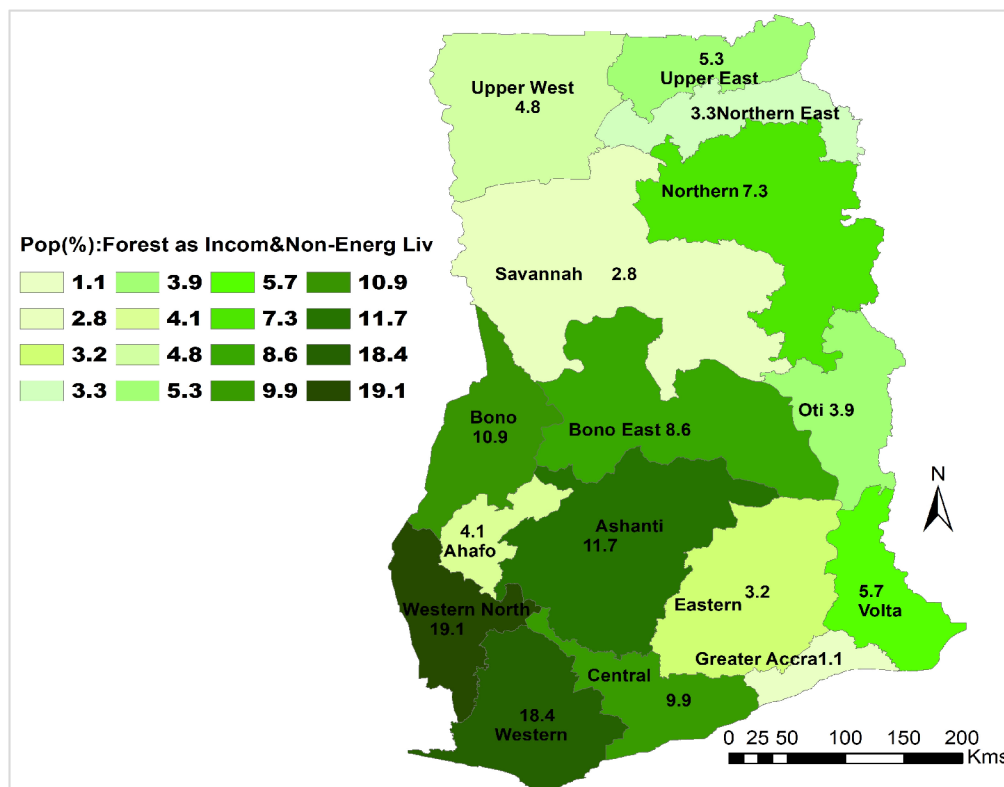 5.3
Upper East
Upper West
4.8
3.3Northern East
Northern 7.3
Pop(%):Forest as Incom&Non-Energ Liv
1.1 3.9 5.7 10.9
2.8 4.1 7.3 11.7
3.2 4.8 8.6 18.4
3.3 5.3 9.9 19.1
Savannah 2.8
Bono
10.9
Bono East 8.6
Oti 3.9
N
4.1
Ahafo
Ashanti
11.7
3.2
Eastern
5.7
Volta
Western North
19.1
Greater Accra1.1
Central
9.9
18.4
Western
0 25 50 100 150 200
Kms